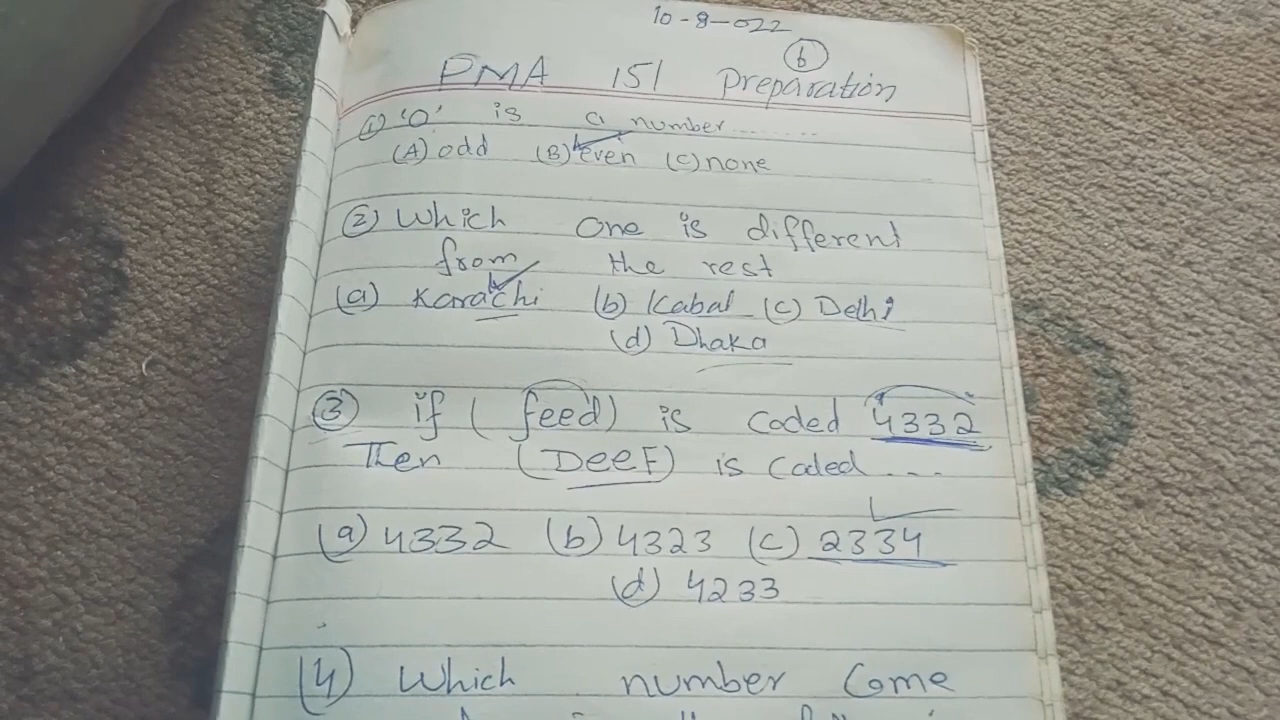 10-8-022
6
PMA 151 Preparation
(1) 'O' is a number........
(A) odd (B) even (C) none
(2) Which one is different
from the rest
(a) Karachi (b) Kabal (c) Delhi
(d) Dhaka
(3) if (feed) is coded 4332
Then (DeeF) is coded ....
(a) 4332 (b) 4323 (c) 2334
(d) 4233
(4) Which number Come